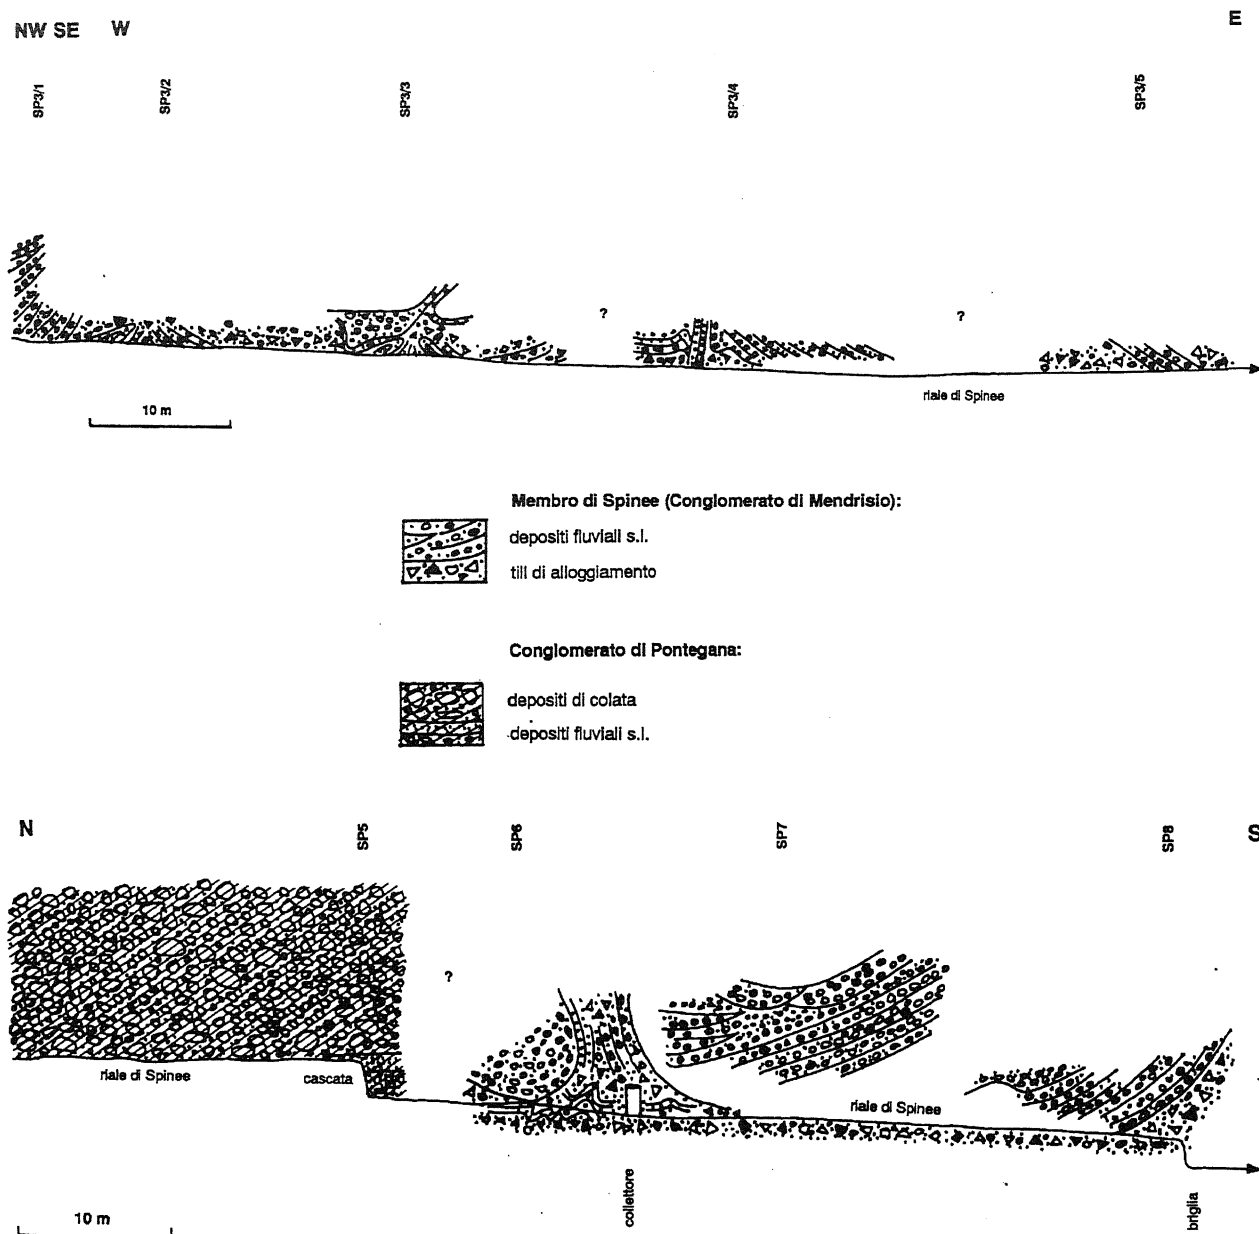 NW SE W E
SP3/1 SP3/2 SP3/3 SP3/4 SP3/5
? ?
riale di Spinee
10 m
Membro di Spinee (Conglomerato di Mendrisio):
depositi fluviali s.l.
till di alloggiamento
Conglomerato di Pontegana:
depositi di colata
depositi fluviali s.l.
N S
SP5 SP6 SP7 SP8
?
riale di Spinee cascata riale di Spinee
collettore briglia
10 m